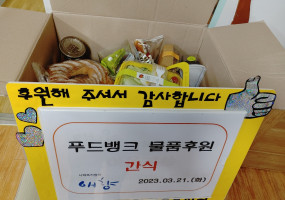 후원해 주셔서 감사합니다
푸드뱅크 물품후원
간식
2023.03.21.(화)